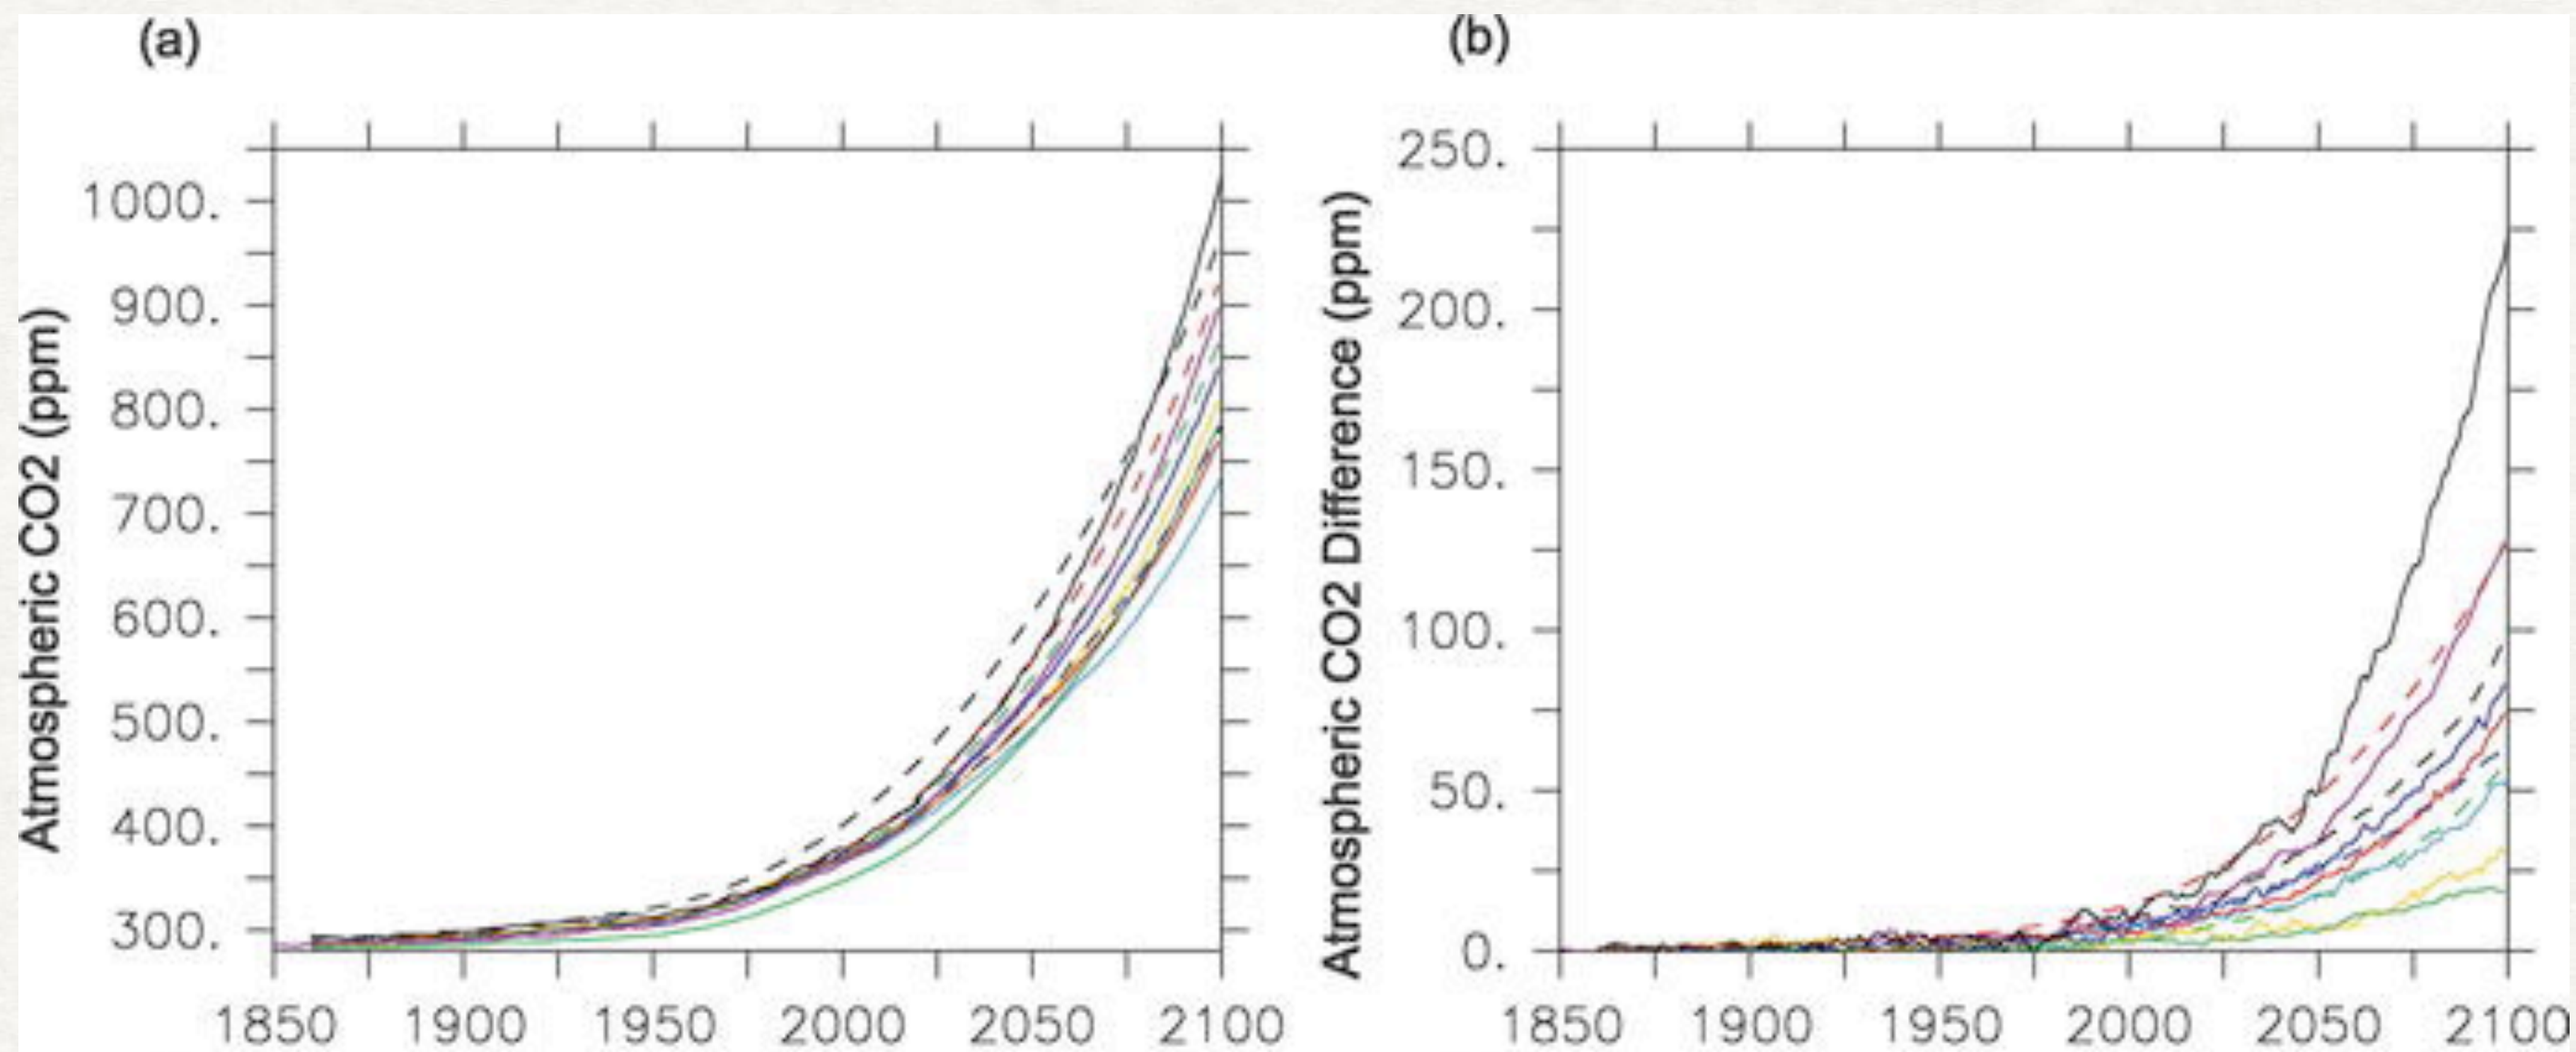 (a)
Atmospheric CO2 (ppm)
1000.
900.
800.
700.
600.
500.
400.
300.
1850 1900 1950 2000 2050 2100
(b)
Atmospheric CO2 Difference (ppm)
250.
200.
150.
100.
50.
0.
1850 1900 1950 2000 2050 2100